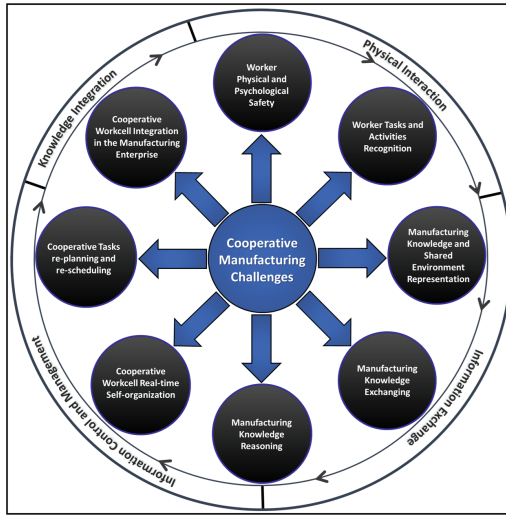 Knowledge Integration
Physical Interaction
Information Exchange
Information Control and Management
Worker
Physical and
Psychological
Safety
Worker Tasks and
Activities
Recognition
Manufacturing
Knowledge and
Shared
Environment
Representation
Manufacturing
Knowledge
Exchanging
Manufacturing
Knowledge
Reasoning
Cooperative
Workcell Real-time
Self-organization
Cooperative Tasks
re-planning and
re-scheduling
Cooperative
Workcell Integration
in the Manufacturing
Enterprise
Cooperative
Manufacturing
Challenges